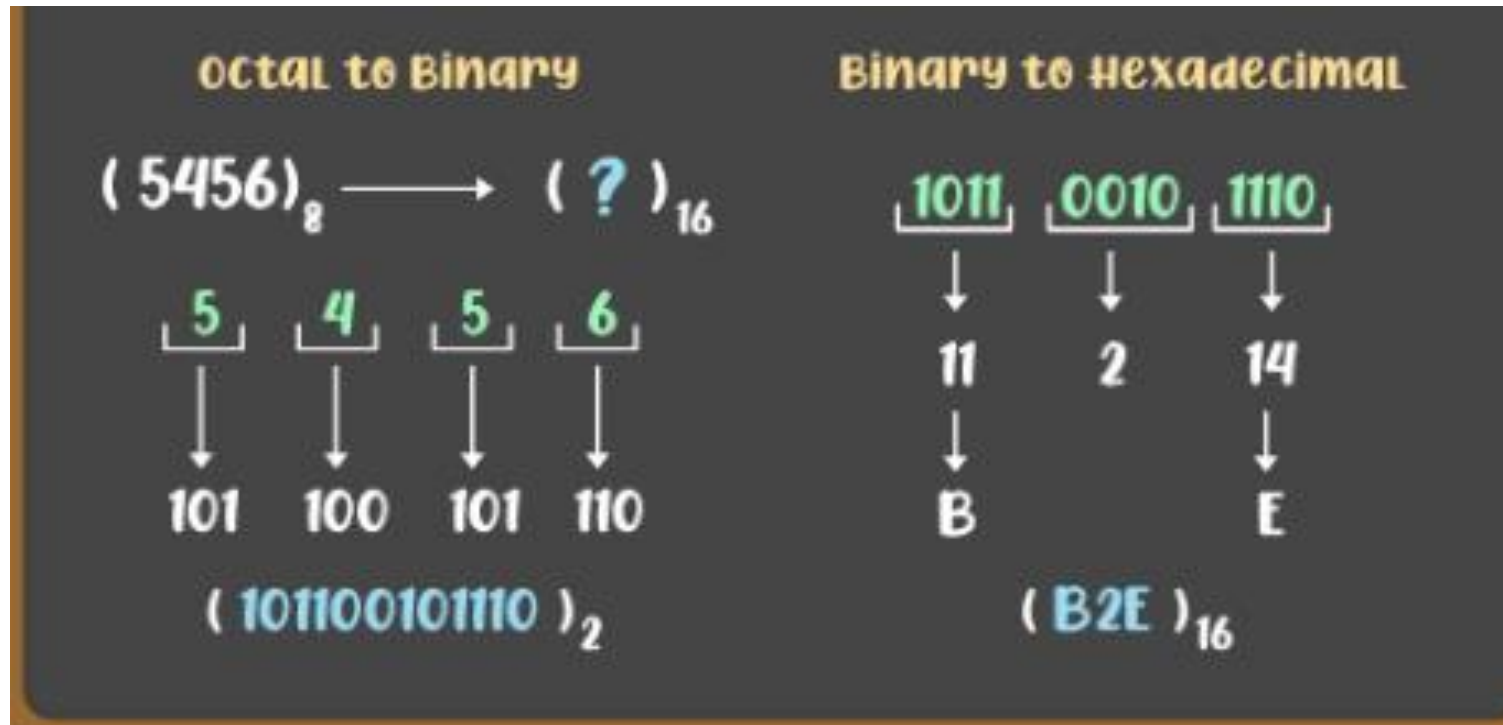 Octal to Binary
( 5456)8 ( ? )16
5 4 5 6
101 100 101 110
( 101100101110 )2
Binary to Hexadecimal
1011 0010 1110
11 2 14
B E
( B2E )16